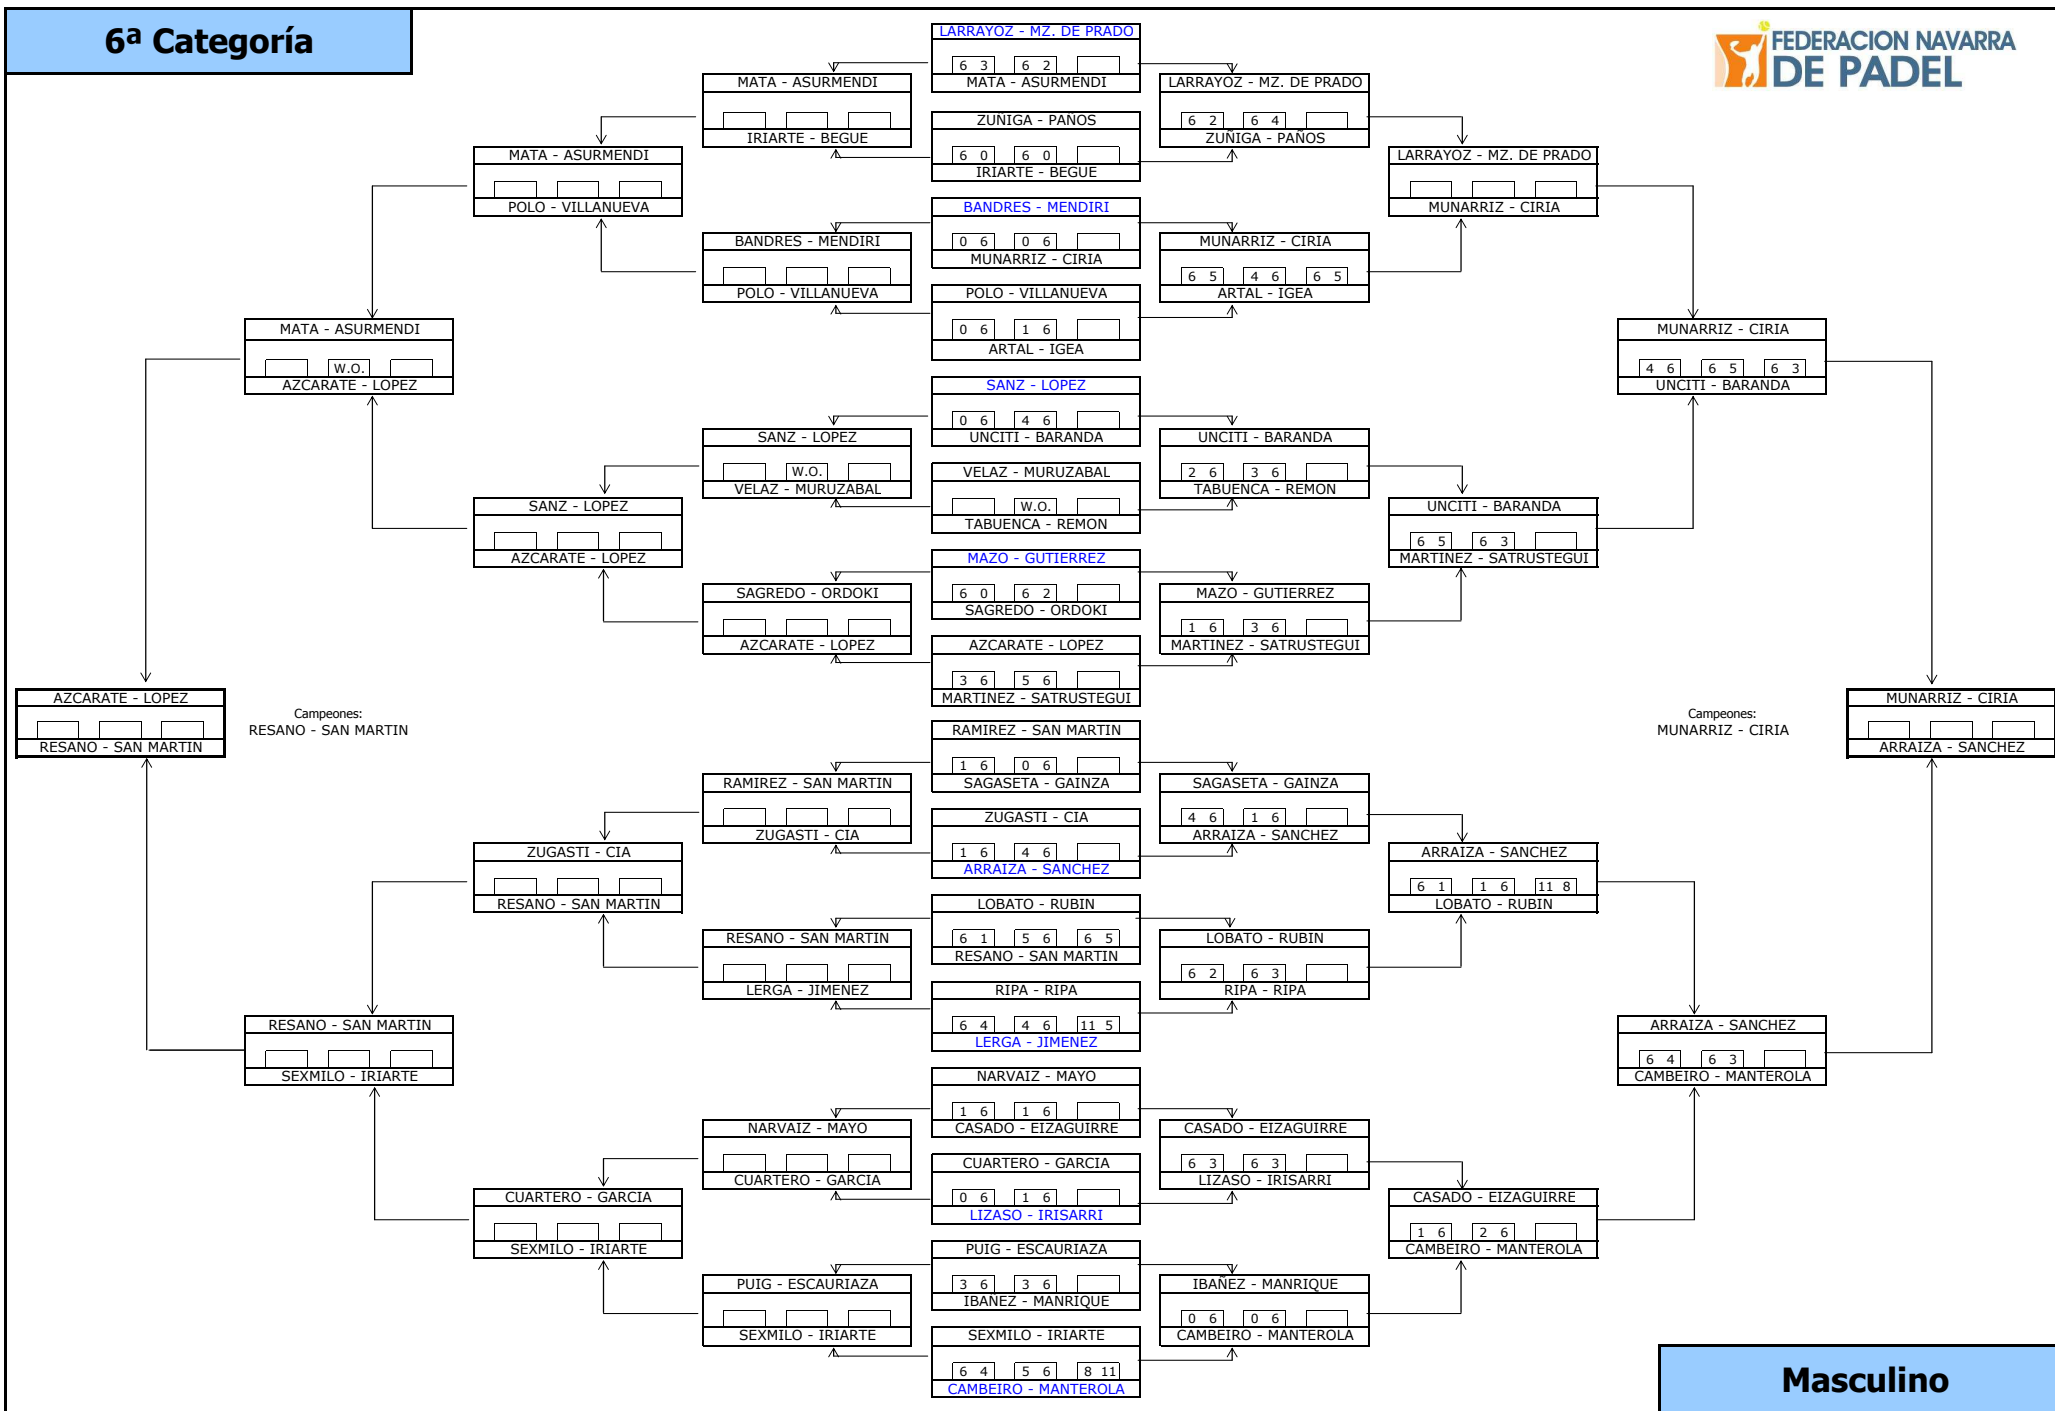 6ª Categoría
FEDERACION NAVARRA
DE PADEL
LARRAYOZ - MZ. DE PRADO
6 3 6 2
MATA - ASURMENDI
ZUÑIGA - PAÑOS
6 0 6 0
IRIARTE - BEGUE
BANDRES - MENDIRI
0 6 0 6
MUNARRIZ - CIRIA
POLO - VILLANUEVA
0 6 1 6
ARTAL - IGEA
SANZ - LOPEZ
0 6 4 6
UNCITI - BARANDA
VELAZ - MURUZABAL
W.O.
TABUENCA - REMON
MAZO - GUTIERREZ
6 0 6 2
SAGREDO - ORDOKI
AZCARATE - LOPEZ
3 6 5 6
MARTINEZ - SATRUSTEGUI
RAMIREZ - SAN MARTIN
1 6 0 6
SAGASETA - GAINZA
ZUGASTI - CIA
1 6 4 6
ARRAIZA - SANCHEZ
LOBATO - RUBIN
6 1 5 6 6 5
RESANO - SAN MARTIN
RIPA - RIPA
6 4 4 6 11 5
LERGA - JIMENEZ
NARVAIZ - MAYO
1 6 1 6
CASADO - EIZAGUIRRE
CUARTERO - GARCIA
0 6 1 6
LIZASO - IRISARRI
PUIG - ESCAURIAZA
3 6 3 6
IBAÑEZ - MANRIQUE
SEXMILO - IRIARTE
6 4 5 6 8 11
CAMBEIRO - MANTEROLA
MATA - ASURMENDI
IRIARTE - BEGUE
BANDRES - MENDIRI
POLO - VILLANUEVA
SANZ - LOPEZ
W.O.
VELAZ - MURUZABAL
SAGREDO - ORDOKI
AZCARATE - LOPEZ
RAMIREZ - SAN MARTIN
ZUGASTI - CIA
RESANO - SAN MARTIN
LERGA - JIMENEZ
NARVAIZ - MAYO
CUARTERO - GARCIA
PUIG - ESCAURIAZA
SEXMILO - IRIARTE
MATA - ASURMENDI
POLO - VILLANUEVA
SANZ - LOPEZ
AZCARATE - LOPEZ
ZUGASTI - CIA
RESANO - SAN MARTIN
CUARTERO - GARCIA
SEXMILO - IRIARTE
MATA - ASURMENDI
W.O.
AZCARATE - LOPEZ
RESANO - SAN MARTIN
SEXMILO - IRIARTE
AZCARATE - LOPEZ
RESANO - SAN MARTIN
Campeones:
RESANO - SAN MARTIN
LARRAYOZ - MZ. DE PRADO
6 2 6 4
ZUÑIGA - PAÑOS
MUNARRIZ - CIRIA
6 5 4 6 6 5
ARTAL - IGEA
UNCITI - BARANDA
2 6 3 6
TABUENCA - REMON
MAZO - GUTIERREZ
1 6 3 6
MARTINEZ - SATRUSTEGUI
SAGASETA - GAINZA
4 6 1 6
ARRAIZA - SANCHEZ
LOBATO - RUBIN
6 2 6 3
RIPA - RIPA
CASADO - EIZAGUIRRE
6 3 6 3
LIZASO - IRISARRI
IBAÑEZ - MANRIQUE
0 6 0 6
CAMBEIRO - MANTEROLA
LARRAYOZ - MZ. DE PRADO
MUNARRIZ - CIRIA
UNCITI - BARANDA
6 5 6 3
MARTINEZ - SATRUSTEGUI
ARRAIZA - SANCHEZ
6 1 1 6 11 8
LOBATO - RUBIN
CASADO - EIZAGUIRRE
1 6 2 6
CAMBEIRO - MANTEROLA
MUNARRIZ - CIRIA
4 6 6 5 6 3
UNCITI - BARANDA
ARRAIZA - SANCHEZ
6 4 6 3
CAMBEIRO - MANTEROLA
MUNARRIZ - CIRIA
ARRAIZA - SANCHEZ
Campeones:
MUNARRIZ - CIRIA
Masculino